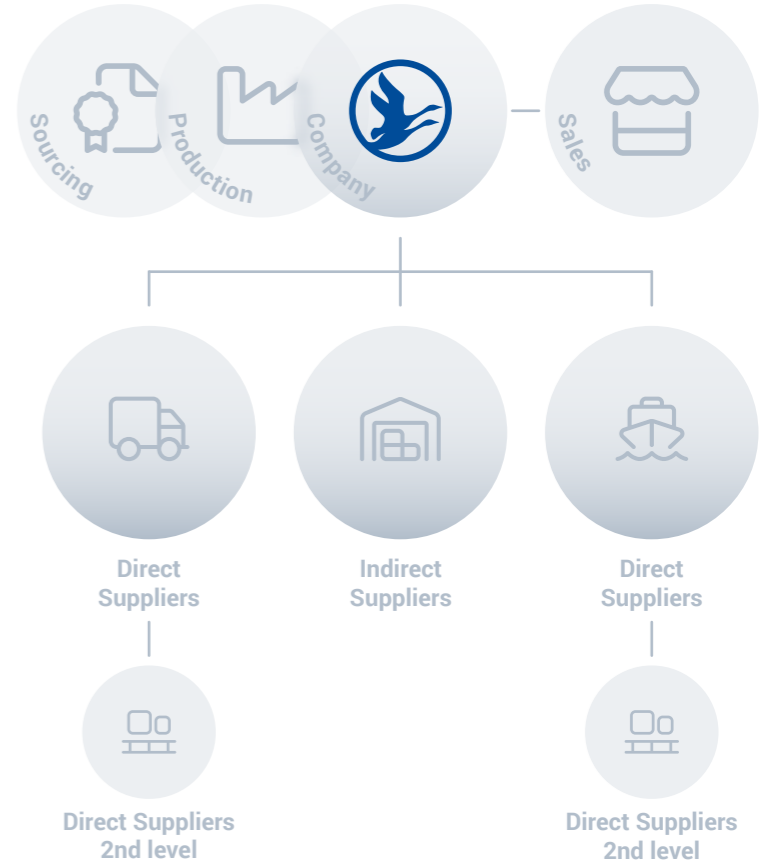 Sourcing
Production
Company
Sales
Direct
Suppliers
Indirect
Suppliers
Direct
Suppliers
Direct Suppliers
2nd level
Direct Suppliers
2nd level